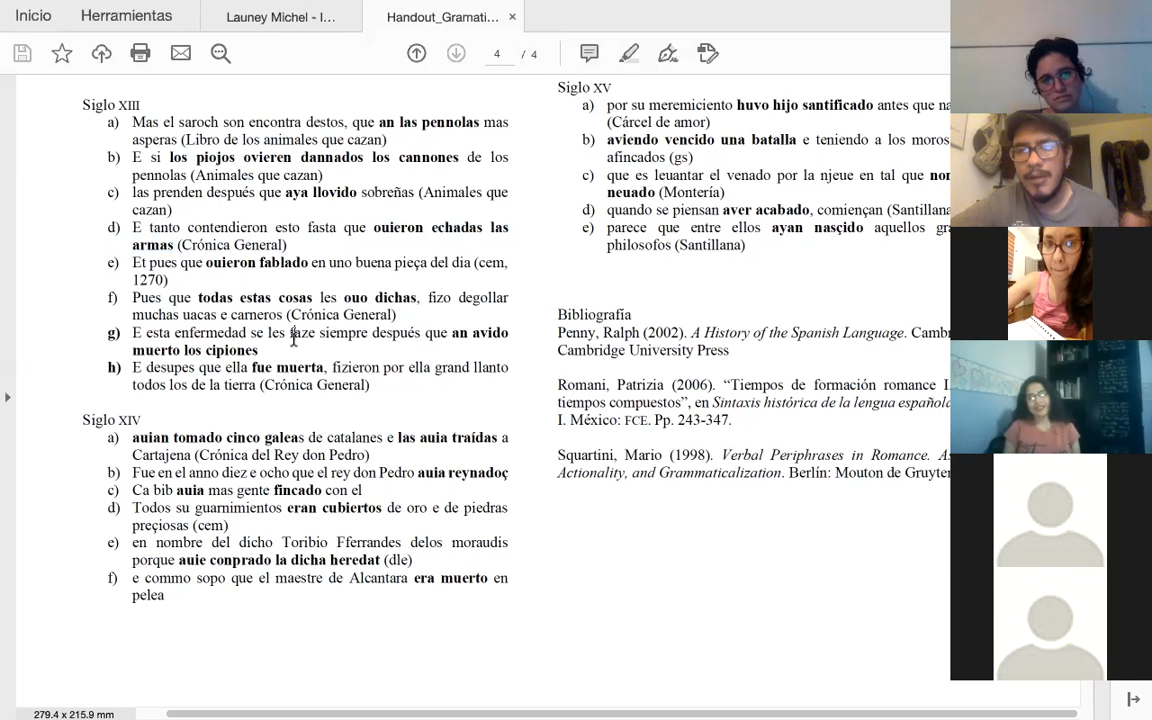 Inicio
Herramientas
Launey Michel - I...
Handout_Gramati...
4 / 4
Siglo XIII
a) Mas el saroch son encontra destos, que an las pennolas mas
asperas (Libro de los animales que cazan)
b) E si los piojos ovieren dannados los cannones de los
pennolas (Animales que cazan)
c) las prenden después que aya llovido sobreñas (Animales que
cazan)
d) E tanto contendieron esto fasta que ouieron echadas las
armas (Crónica General)
e) Et pues que ouieron fablado en uno buena pieça del dia (cem,
1270)
f) Pues que todas estas cosas les ouo dichas, fizo degollar
muchas uacas e carneros (Crónica General)
g) E esta enfermedad se les faze siempre después que an avido
muerto los cipiones
h) E desupes que ella fue muerta, fizieron por ella grand llanto
todos los de la tierra (Crónica General)
Siglo XIV
a) auian tomado cinco galeas de catalanes e las auia traídas a
Cartajena (Crónica del Rey don Pedro)
b) Fue en el anno diez e ocho que el rey don Pedro auia reynadoç
c) Ca bib auia mas gente fincado con el
d) Todos su guarnimientos eran cubiertos de oro e de piedras
preçiosas (cem)
e) en nombre del dicho Toribio Fferrandes delos moraudis
porque auie conprado la dicha heredat (dle)
f) e commo sopo que el maestre de Alcantara era muerto en
pelea
Siglo XV
a) por su meremiciento huvo hijo santificado antes que na
(Cárcel de amor)
b) aviendo vencido una batalla e teniendo a los moros
afincados (gs)
c) que es leuantar el venado por la njeue en tal que non
neuado (Montería)
d) quando se piensan aver acabado, comiençan (Santillana
e) parece que entre ellos ayan nasçido aquellos gra
philosofos (Santillana)
Bibliografía
Penny, Ralph (2002). A History of the Spanish Language. Camb
Cambridge University Press
Romani, Patrizia (2006). “Tiempos de formación romance I.
tiempos compuestos”, en Sintaxis histórica de la lengua española
I. México: FCE. Pp. 243-347.
Squartini, Mario (1998). Verbal Periphrases in Romance. As
Actionality, and Grammaticalization. Berlín: Mouton de Gruyter
279.4 x 215.9 mm